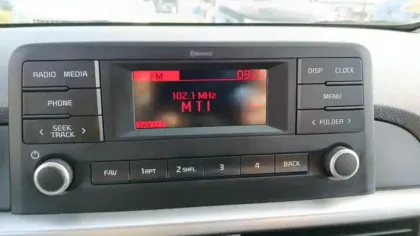 Bluetooth
RADIO MEDIA
PHONE
< SEEK TRACK >
FM
102.1 MHz
MTI
DISP CLOCK
MENU
< FOLDER >
FAV 1 RPT 2 SHFL 3 4 BACK